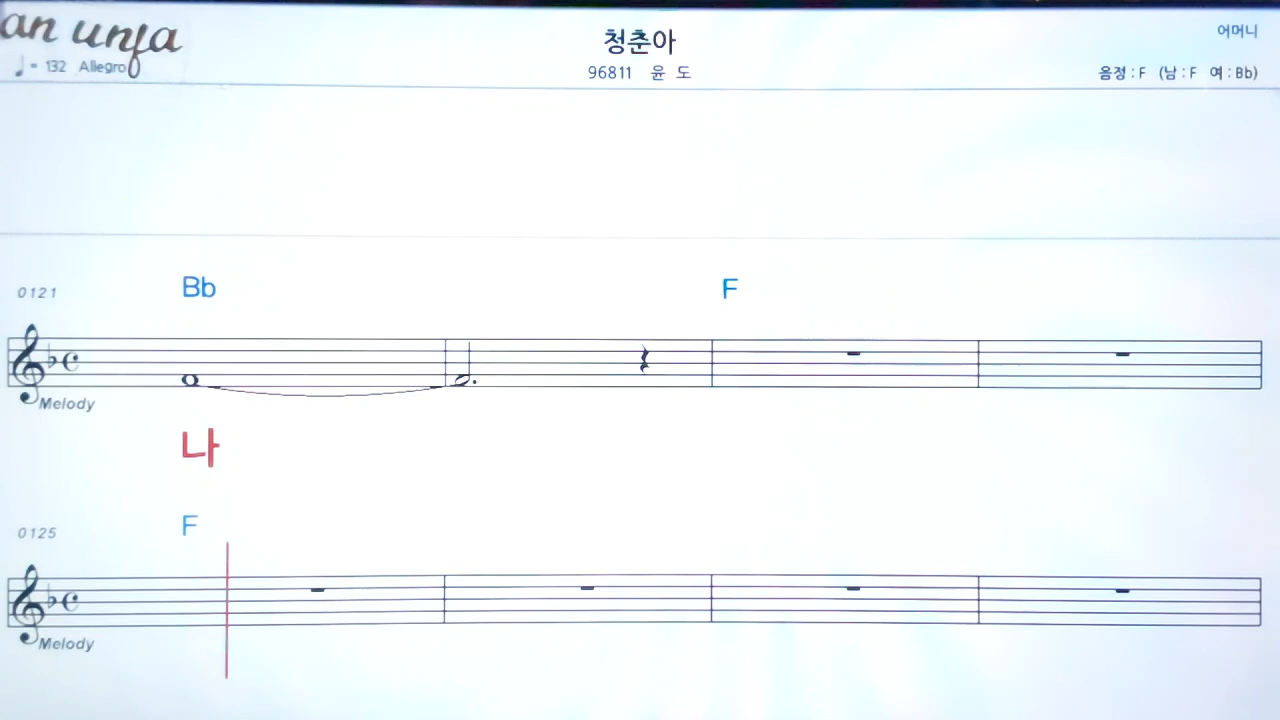 an unja
청춘아
어머니
♩= 132 Allegro
96811 윤 도
음정 : F (남 : F 여 : Bb)
0121
Bb F
Melody
나
0125
F
Melody